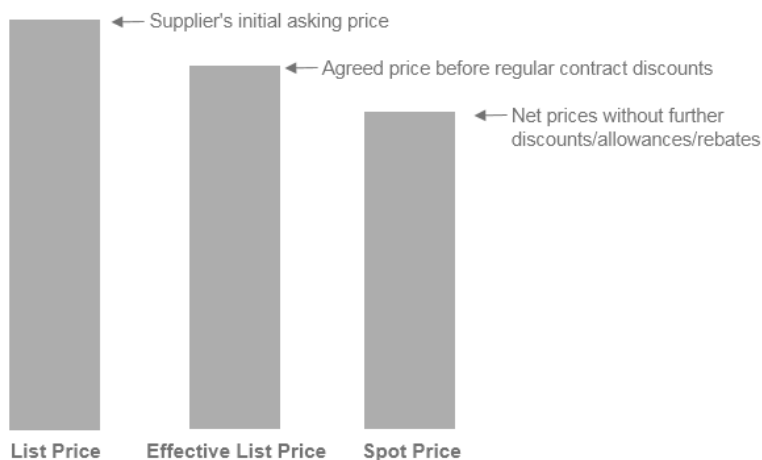 Supplier's initial asking price
Agreed price before regular contract discounts
Net prices without further
discounts/allowances/rebates
List Price
Effective List Price
Spot Price